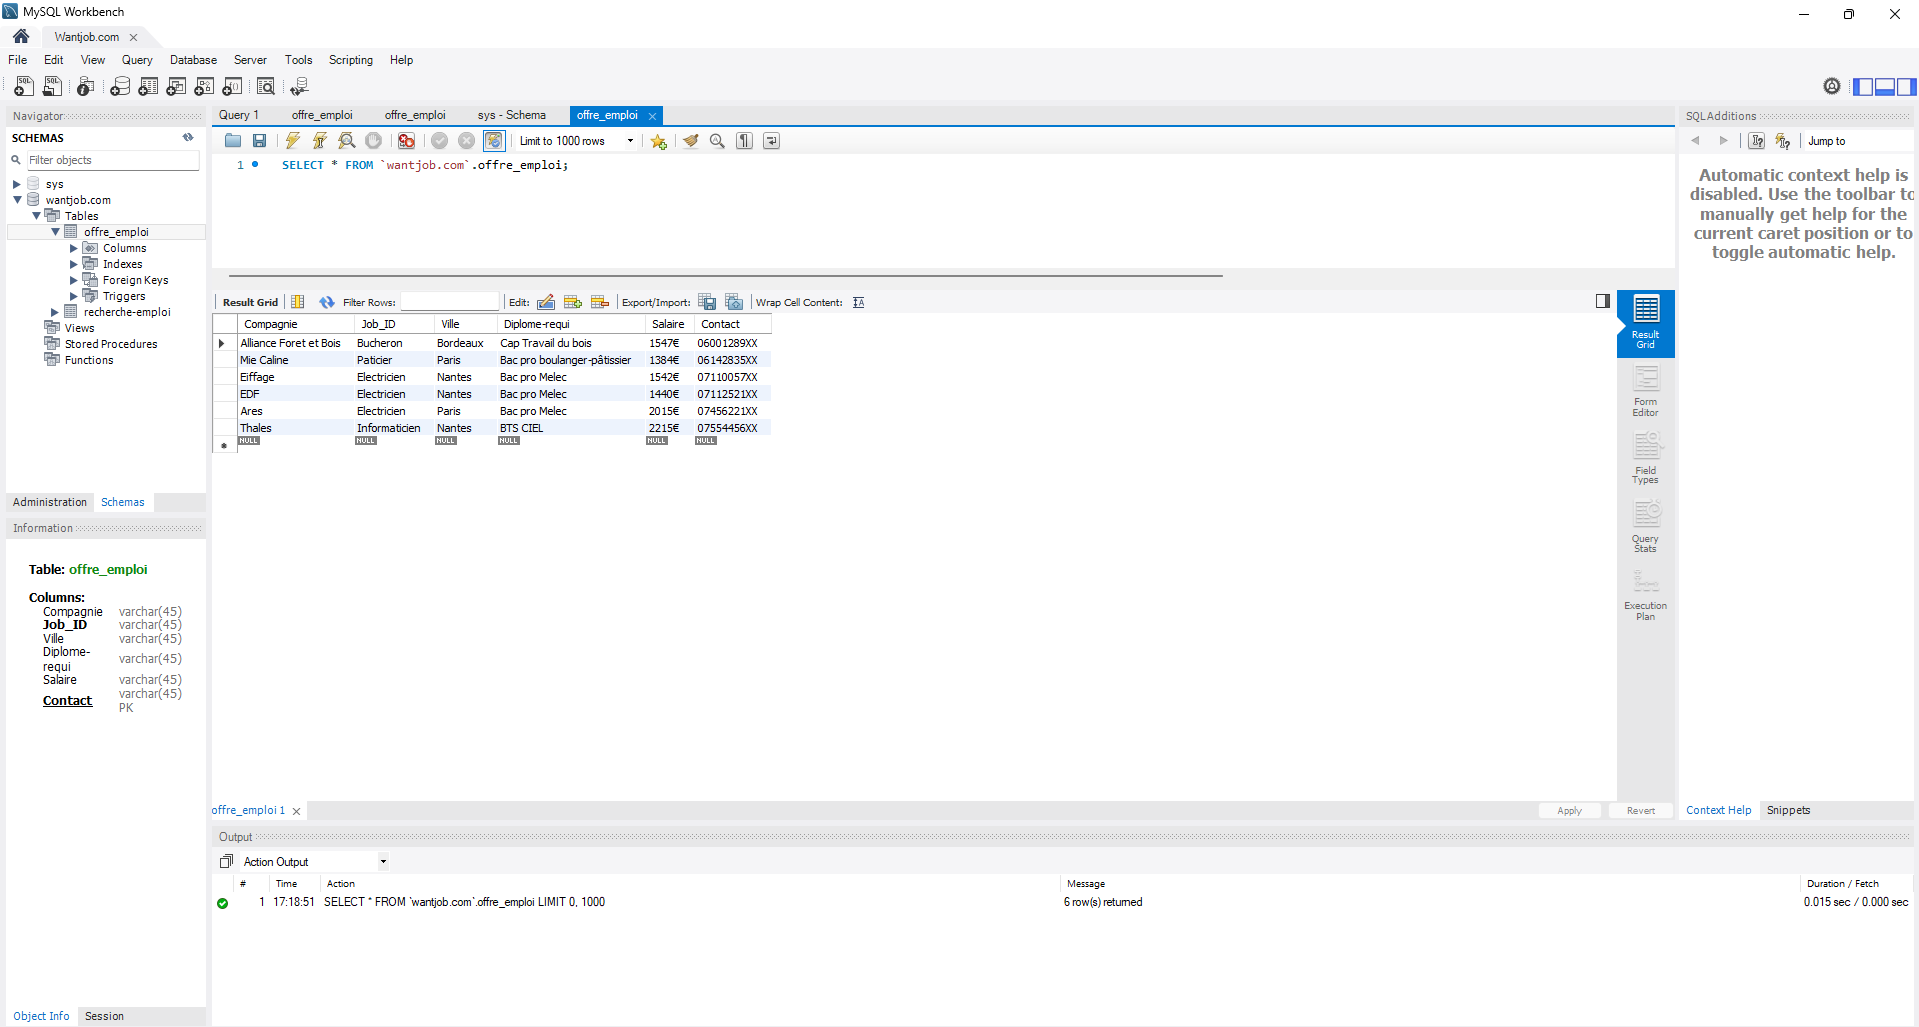 MySQL Workbench
Wantjob.com
File Edit View Query Database Server Tools Scripting Help
Navigator
SCHEMAS
Filter objects
sys
wantjob.com
Tables
offre_emploi
Columns
Indexes
Foreign Keys
Triggers
recherche-emploi
Views
Stored Procedures
Functions
Administration Schemas
Information
Table: offre_emploi
Columns:
Compagnie varchar(45)
Job_ID varchar(45)
Ville varchar(45)
Diplome-
requi varchar(45)
Salaire varchar(45)
Contact varchar(45)
PK
Object Info Session
Query 1 offre_emploi offre_emploi sys - Schema offre_emploi
Limit to 1000 rows
1 SELECT * FROM `wantjob.com`.offre_emploi;
Result Grid Filter Rows: Edit: Export/Import: Wrap Cell Content:
Compagnie Job_ID Ville Diplome-requi Salaire Contact
Alliance Foret et Bois Bucheron Bordeaux Cap Travail du bois 1547€ 06001289XX
Mie Caline Paticier Paris Bac pro boulanger-pâtissier 1384€ 06142835XX
Eiffage Electricien Nantes Bac pro Melec 1542€ 07110057XX
EDF Electricien Nantes Bac pro Melec 1440€ 07112521XX
Ares Electricien Paris Bac pro Melec 2015€ 07456221XX
Thales Informaticien Nantes BTS CIEL 2215€ 07554456XX
NULL NULL NULL NULL NULL NULL
Result
Grid
Form
Editor
Field
Types
Query
Stats
Execution
Plan
offre_emploi 1
Apply Revert
SQLAdditions
Jump to
Automatic context help is
disabled. Use the toolbar to
manually get help for the
current caret position or to
toggle automatic help.
Context Help Snippets
Output
Action Output
# Time Action Message Duration / Fetch
1 17:18:51 SELECT * FROM `wantjob.com`.offre_emploi LIMIT 0, 1000 6 row(s) returned 0.015 sec / 0.000 sec